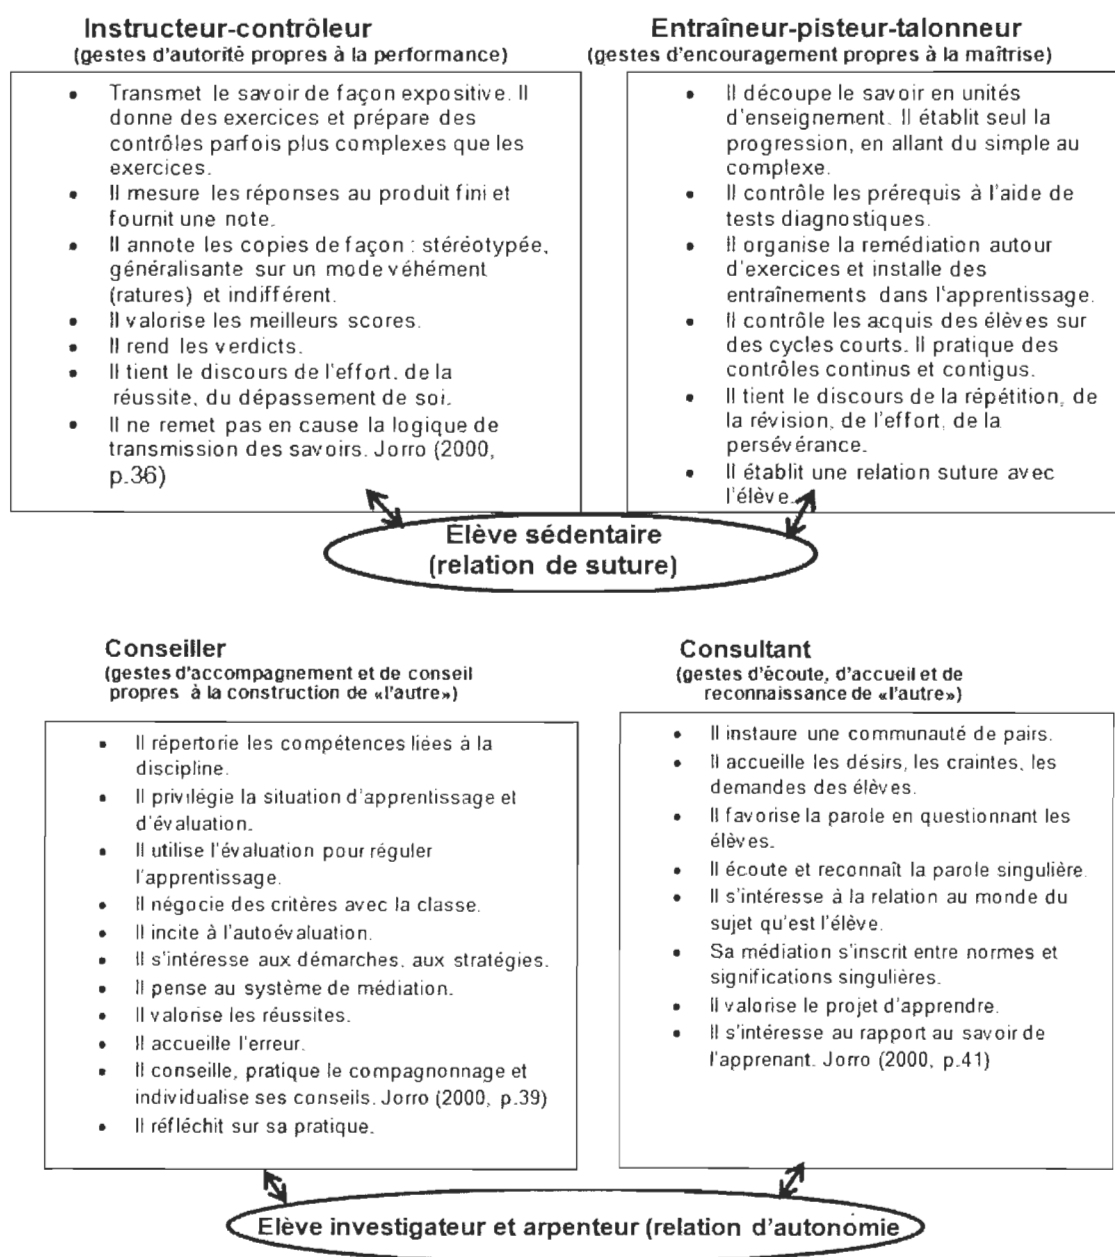 Instructeur-contrôleur
(gestes d'autorité propres à la performance)
• Transmet le savoir de façon expositive. Il
donne des exercices et prépare des
contrôles parfois plus complexes que les
exercices.
• Il mesure les réponses au produit fini et
fournit une note.
• Il annote les copies de façon : stéréotypée,
généralisante sur un mode véhément
(ratures) et indifférent.
• Il valorise les meilleurs scores.
• Il rend les verdicts.
• Il tient le discours de l'effort, de la
réussite, du dépassement de soi.
• Il ne remet pas en cause la logique de
transmission des savoirs. Jorro (2000,
p.36)
Entraîneur-pisteur-talonneur
(gestes d'encouragement propres à la maîtrise)
• Il découpe le savoir en unités
d'enseignement. Il établit seul la
progression, en allant du simple au
complexe.
• Il contrôle les prérequis à l'aide de
tests diagnostiques.
• Il organise la remédiation autour
d'exercices et installe des
entraînements dans l'apprentissage.
• Il contrôle les acquis des élèves sur
des cycles courts. Il pratique des
contrôles continus et contigus.
• Il tient le discours de la répétition, de
la révision, de l'effort, de la
persévérance.
• Il établit une relation suture avec
l'élève.
Elève sédentaire
(relation de suture)
Conseiller
(gestes d'accompagnement et de conseil
propres à la construction de «l'autre»)
• Il répertorie les compétences liées à la
discipline.
• Il privilégie la situation d'apprentissage et
d'évaluation.
• Il utilise l'évaluation pour réguler
l'apprentissage.
• Il négocie des critères avec la classe.
• Il incite à l'autoévaluation.
• Il s'intéresse aux démarches, aux stratégies.
• Il pense au système de médiation.
• Il valorise les réussites.
• Il accueille l'erreur.
• Il conseille, pratique le compagnonnage et
individualise ses conseils. Jorro (2000, p.39)
• Il réfléchit sur sa pratique.
Consultant
(gestes d'écoute, d'accueil et de
reconnaissance de «l'autre»)
• Il instaure une communauté de pairs.
• Il accueille les désirs, les craintes, les
demandes des élèves.
• Il favorise la parole en questionnant les
élèves.
• Il écoute et reconnaît la parole singulière.
• Il s'intéresse à la relation au monde du
sujet qu'est l'élève.
• Sa médiation s'inscrit entre normes et
significations singulières.
• Il valorise le projet d'apprendre.
• Il s'intéresse au rapport au savoir de
l'apprenant. Jorro (2000, p.41)
Elève investigateur et arpenteur (relation d'autonomie